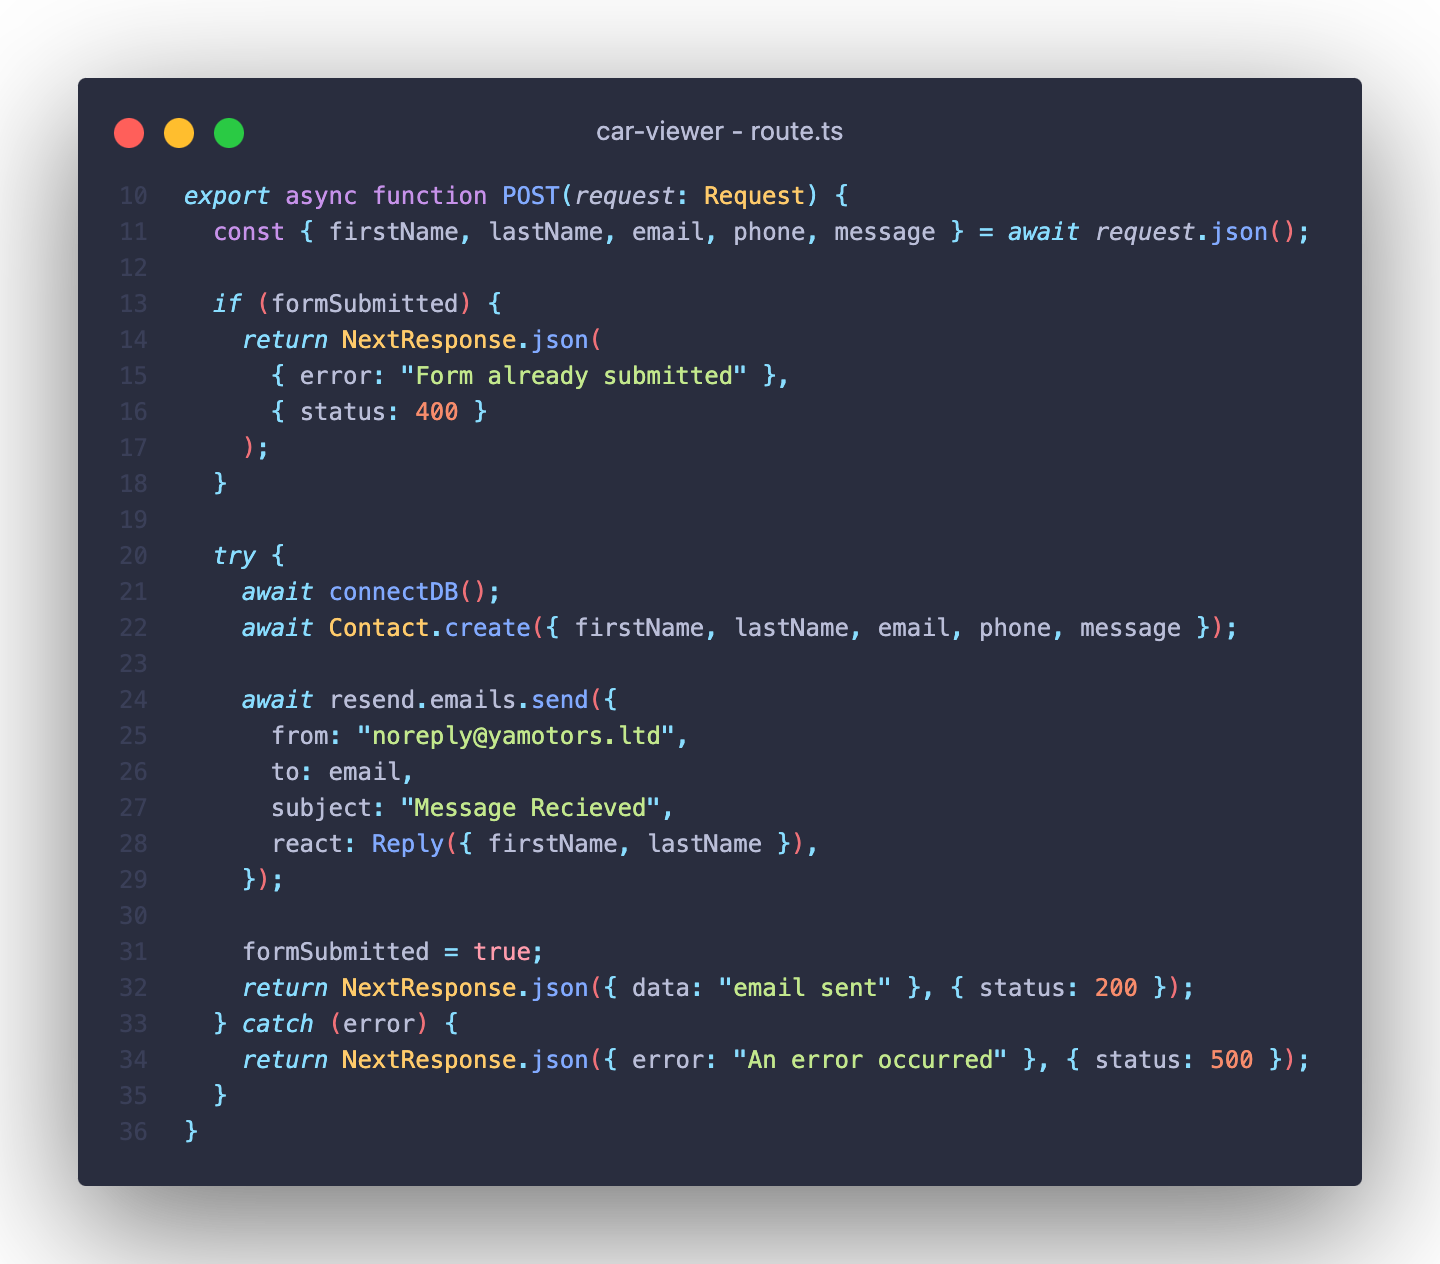 car-viewer - route.ts
10 export async function POST(request: Request) {
11 const { firstName, lastName, email, phone, message } = await request.json();
12
13 if (formSubmitted) {
14 return NextResponse.json(
15 { error: "Form already submitted" },
16 { status: 400 }
17 );
18 }
19
20 try {
21 await connectDB();
22 await Contact.create({ firstName, lastName, email, phone, message });
23
24 await resend.emails.send({
25 from: "noreply@yamotors.ltd",
26 to: email,
27 subject: "Message Recieved",
28 react: Reply({ firstName, lastName }),
29 });
30
31 formSubmitted = true;
32 return NextResponse.json({ data: "email sent" }, { status: 200 });
33 } catch (error) {
34 return NextResponse.json({ error: "An error occurred" }, { status: 500 });
35 }
36 }